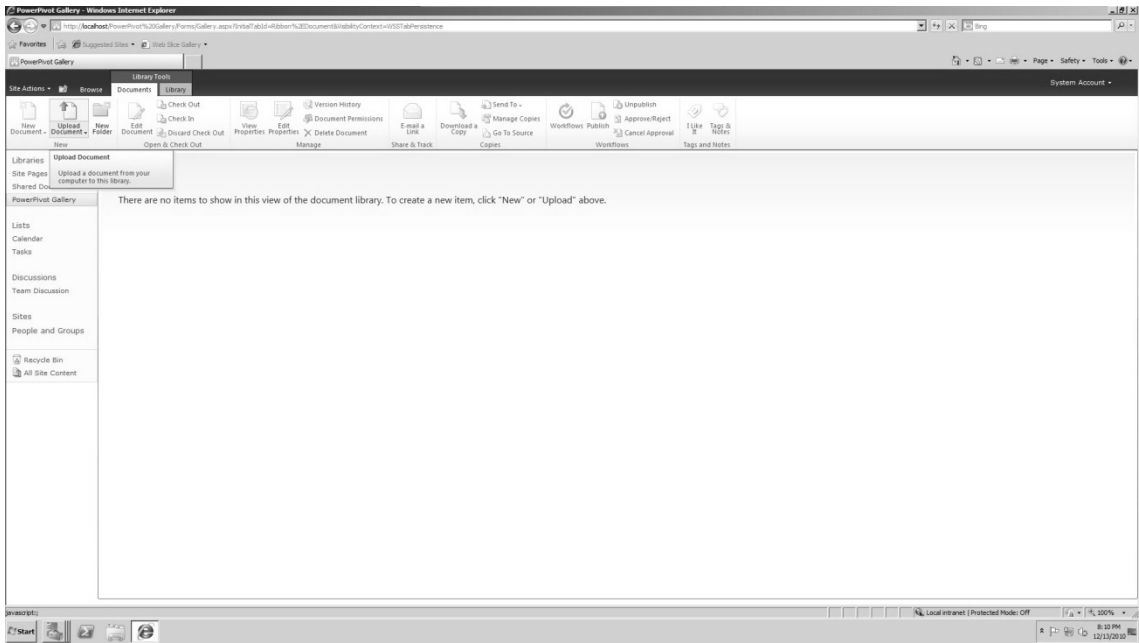 PowerPivot Gallery - Windows Internet Explorer
http://localhost/PowerPivot%20Gallery/Forms/Gallery.aspx?InitialTabId=Ribbon%2EDocument&VisibilityContext=WSSTabPersistence
Bing
Favorites Suggested Sites Web Slice Gallery
PowerPivot Gallery
Page Safety Tools
Library Tools
Site Actions Browse Documents Library
System Account
New Document
Upload Document
New Folder
New
Edit Document
Check Out
Check In
Discard Check Out
Open & Check Out
View Properties
Edit Properties
Version History
Document Permissions
Delete Document
Manage
E-mail a Link
Share & Track
Download a Copy
Send To
Manage Copies
Go To Source
Copies
Workflows
Publish
Unpublish
Approve/Reject
Cancel Approval
Workflows
I Like It
Tags & Notes
Tags and Notes
Upload Document
Upload a document from your
computer to this library.
Libraries
Site Pages
Shared Do
PowerPivot Gallery
There are no items to show in this view of the document library. To create a new item, click "New" or "Upload" above.
Lists
Calendar
Tasks
Discussions
Team Discussion
Sites
People and Groups
Recycle Bin
All Site Content
javascript:;
Local intranet | Protected Mode: Off
100%
Start
8:10 PM
12/13/2010